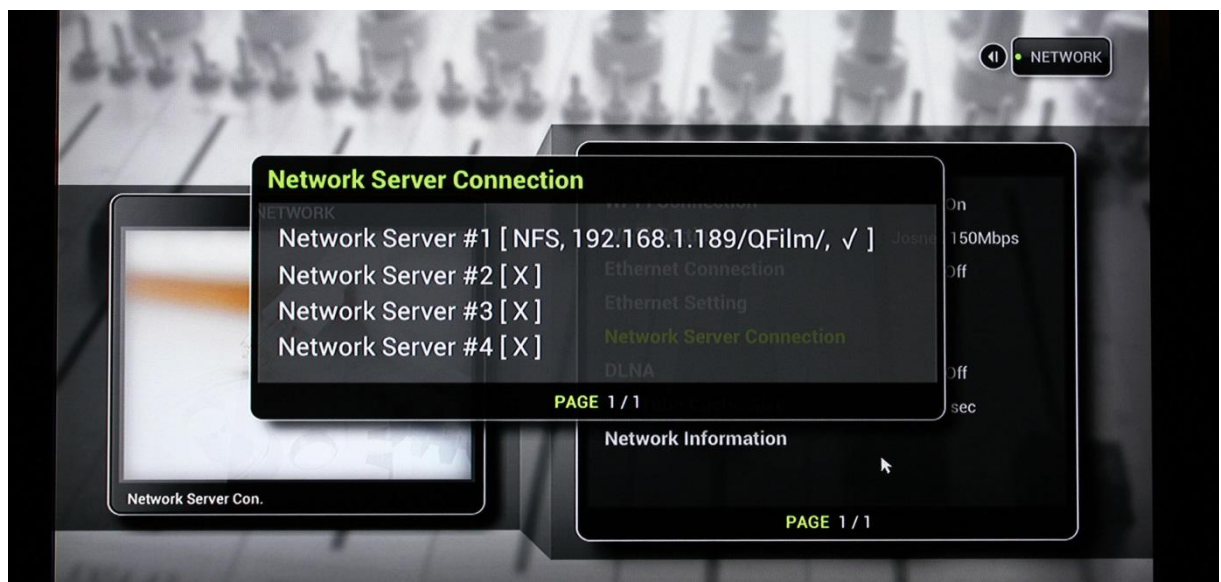 NETWORK
Network Server Connection
NETWORK
Network Server #1 [ NFS, 192.168.1.189/QFilm/, √ ]
Network Server #2 [ X ]
Network Server #3 [ X ]
Network Server #4 [ X ]
PAGE 1 / 1
On
Josne 150Mbps
Ethernet Connection Off
Ethernet Setting
Network Server Connection
DLNA Off
sec
Network Information
PAGE 1 / 1
Network Server Con.